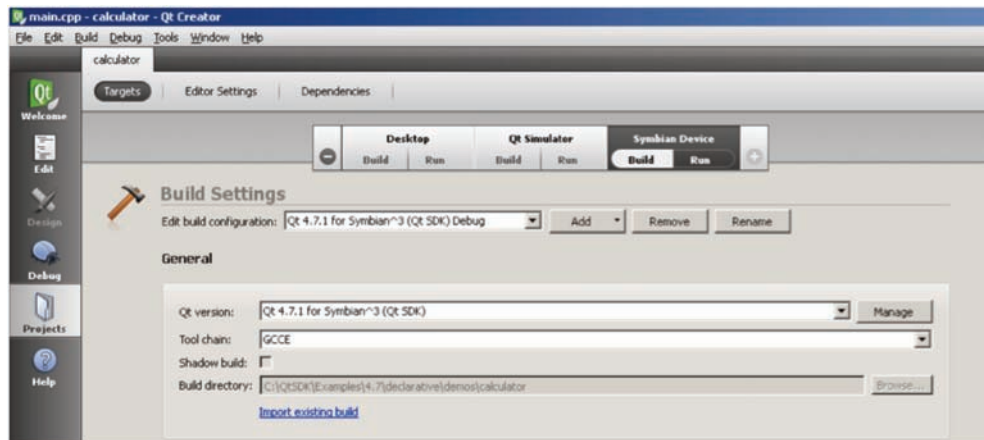 main.cpp - calculator - Qt Creator
File Edit Build Debug Tools Window Help
calculator
Targets Editor Settings Dependencies
Qt
Welcome
Edit
Design
Debug
Projects
Help
Desktop Qt Simulator Symbian Device
Build Run Build Run Build Run
Build Settings
Edit build configuration: Qt 4.7.1 for Symbian^3 (Qt SDK) Debug Add Remove Rename
General
Qt version: Qt 4.7.1 for Symbian^3 (Qt SDK) Manage
Tool chain: GCCE
Shadow build:
Build directory: C:\QtSDK\Examples\4.7\declarative\demos\calculator Browse...
Import existing build